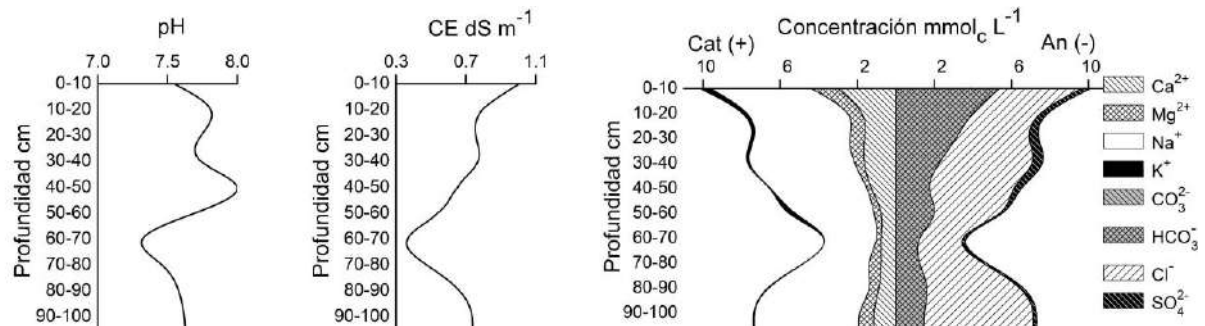 pH
7.0 7.5 8.0
Profundidad cm
0-10
10-20
20-30
30-40
40-50
50-60
60-70
70-80
80-90
90-100
CE dS m⁻¹
0.3 0.7 1.1
Profundidad cm
0-10
10-20
20-30
30-40
40-50
50-60
60-70
70-80
80-90
90-100
Concentración mmol_c L⁻¹
Cat (+) An (-)
10 6 2 2 6 10
Profundidad cm
0-10
10-20
20-30
30-40
40-50
50-60
60-70
70-80
80-90
90-100
Ca²⁺
Mg²⁺
Na⁺
K⁺
CO₃²⁻
HCO₃⁻
Cl⁻
SO₄²⁻